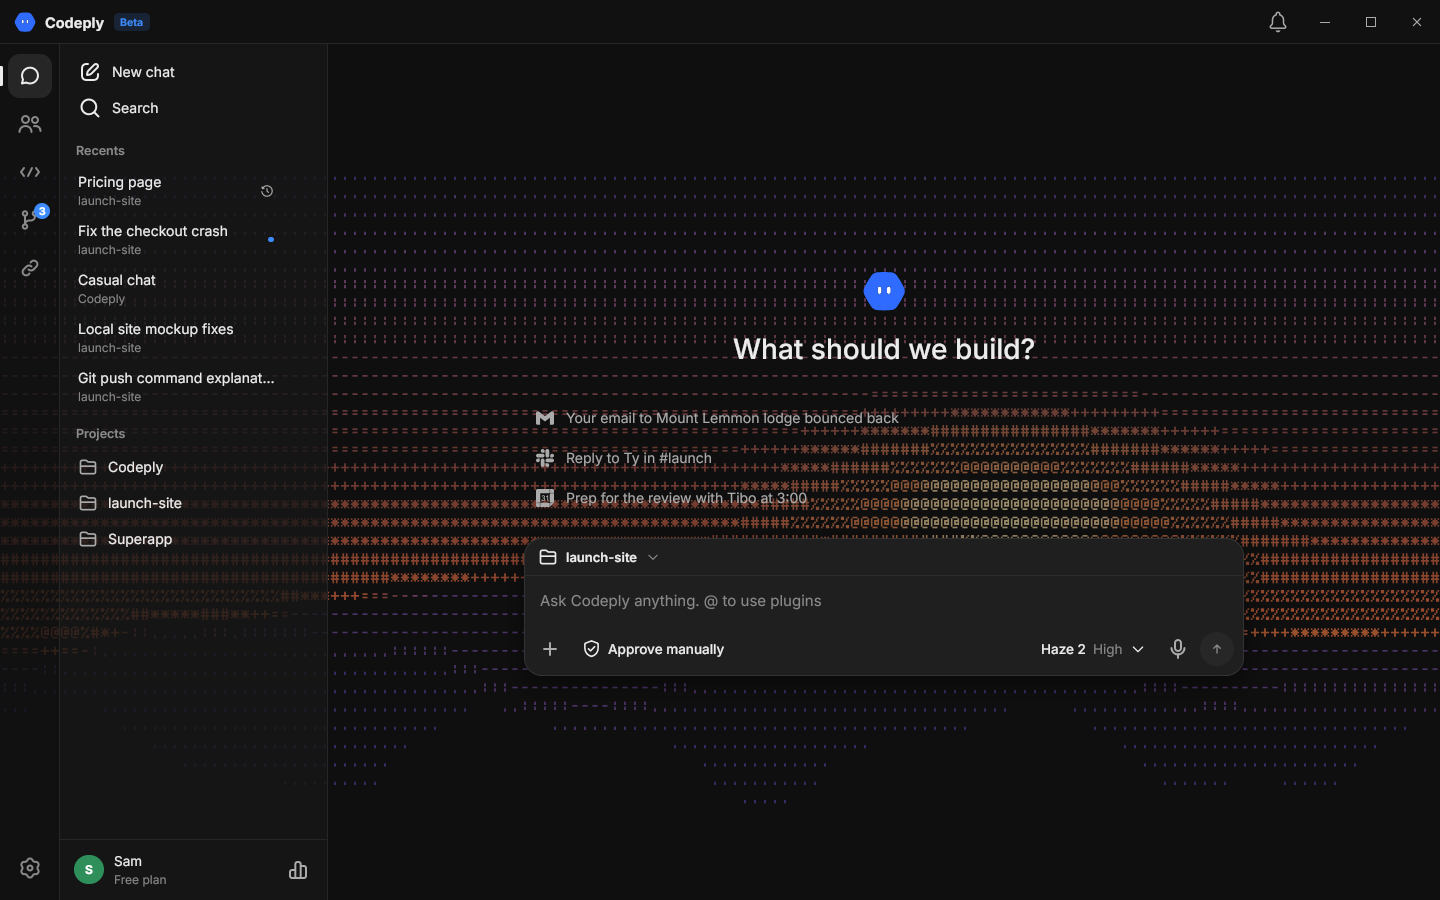 Codeply Beta
New chat
Search
Recents
Pricing page
launch-site
Fix the checkout crash
launch-site
Casual chat
Codeply
Local site mockup fixes
launch-site
Git push command explanat...
launch-site
Projects
Codeply
launch-site
Superapp
3
S
Sam
Free plan
What should we build?
Your email to Mount Lemmon lodge bounced back
Reply to Ty in #launch
31
Prep for the review with Tibo at 3:00
launch-site
Ask Codeply anything. @ to use plugins
Approve manually
Haze 2 High